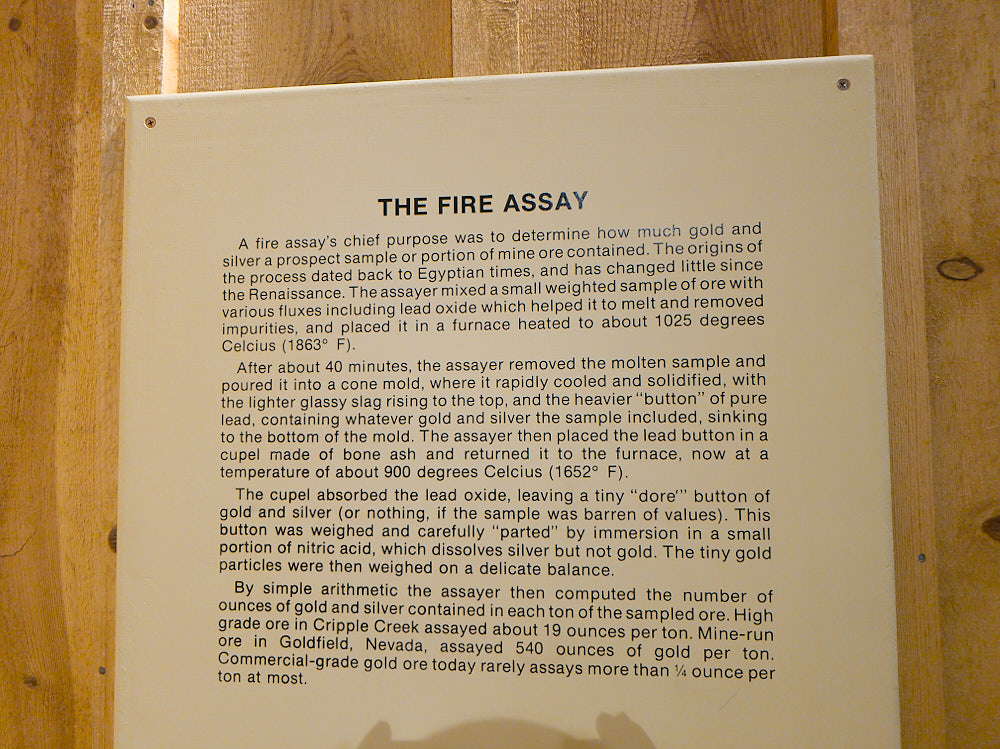 THE FIRE ASSAY
A fire assay's chief purpose was to determine how much gold and
silver a prospect sample or portion of mine ore contained. The origins of
the process dated back to Egyptian times, and has changed little since
the Renaissance. The assayer mixed a small weighted sample of ore with
various fluxes including lead oxide which helped it to melt and removed
impurities, and placed it in a furnace heated to about 1025 degrees
Celcius (1863° F).
After about 40 minutes, the assayer removed the molten sample and
poured it into a cone mold, where it rapidly cooled and solidified, with
the lighter glassy slag rising to the top, and the heavier "button" of pure
lead, containing whatever gold and silver the sample included, sinking
to the bottom of the mold. The assayer then placed the lead button in a
cupel made of bone ash and returned it to the furnace, now at a
temperature of about 900 degrees Celcius (1652° F).
The cupel absorbed the lead oxide, leaving a tiny "dore'" button of
gold and silver (or nothing, if the sample was barren of values). This
button was weighed and carefully "parted" by immersion in a small
portion of nitric acid, which dissolves silver but not gold. The tiny gold
particles were then weighed on a delicate balance.
By simple arithmetic the assayer then computed the number of
ounces of gold and silver contained in each ton of the sampled ore. High
grade ore in Cripple Creek assayed about 19 ounces per ton. Mine-run
ore in Goldfield, Nevada, assayed 540 ounces of gold per ton.
Commercial-grade gold ore today rarely assays more than ¼ ounce per
ton at most.